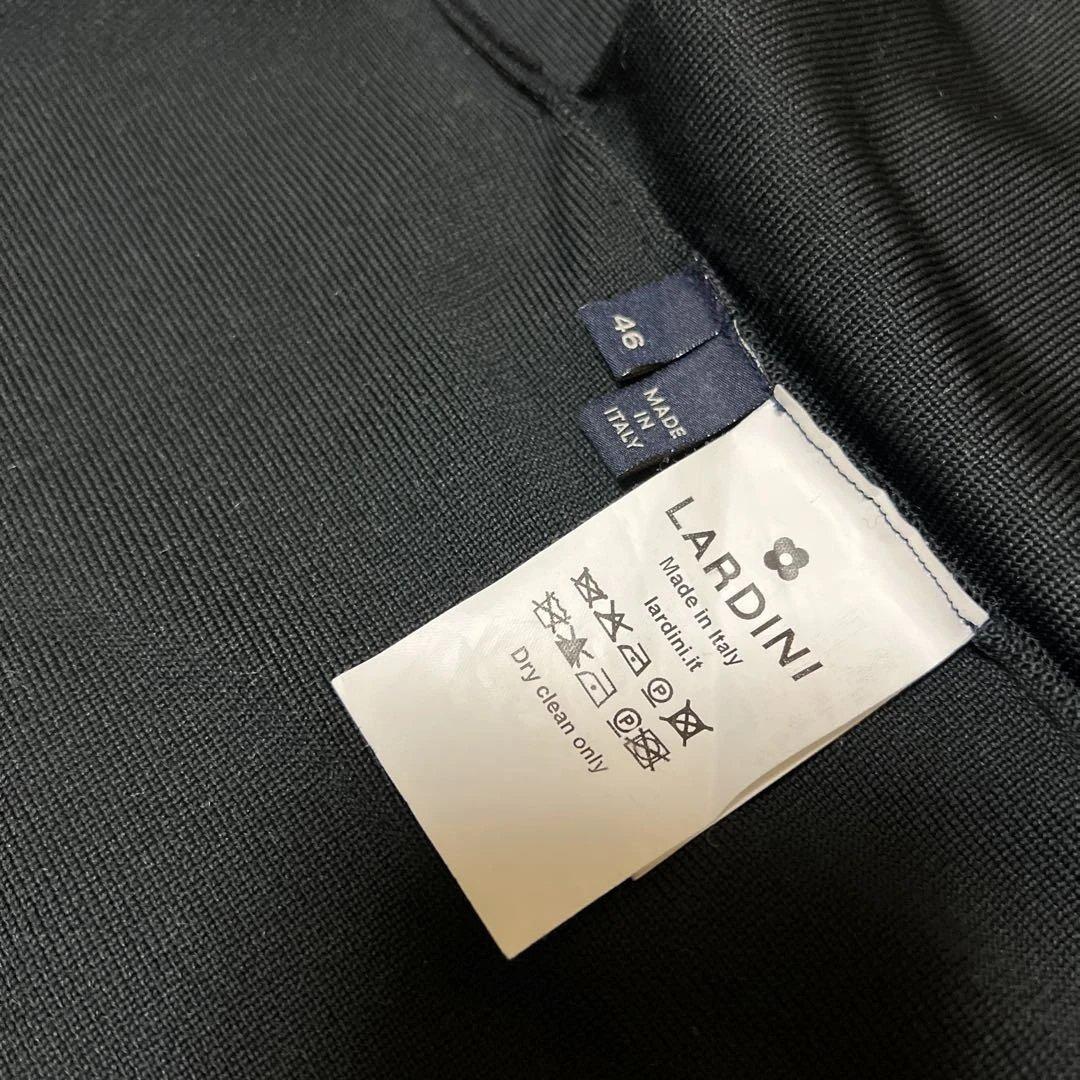 46
MADE
IN
ITALY
LARDINI
Made in Italy
lardini.it
P
P
Dry clean only